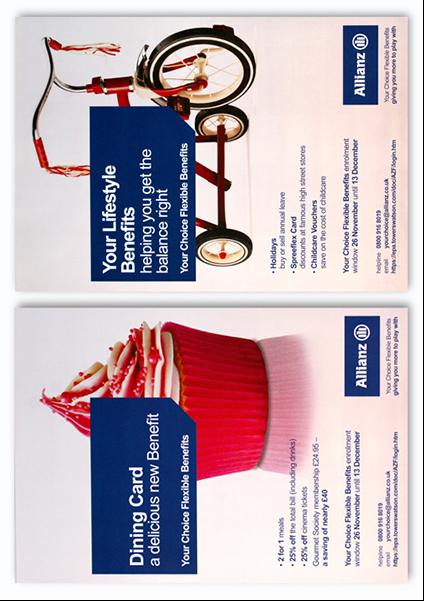 Your Lifestyle
Benefits
helping you get the
balance right
Your Choice Flexible Benefits
• Holidays
buy or sell annual leave
• Spreeflex Card
discounts at famous high street stores
• Childcare Vouchers
save on the cost of childcare
Your Choice Flexible Benefits enrolment
window 26 November until 13 December
helpline 0800 916 8019
email yourchoice@allianz.co.uk
https://epa.towerswatson.com/doc/AZF/login.htm
Allianz
Your Choice Flexible Benefits
giving you more to play with
Dining Card
a delicious new Benefit
Your Choice Flexible Benefits
• 2 for 1 meals
• 25% off the total bill (including drinks)
• 25% off cinema tickets
Gourmet Society membership £24.95 –
a saving of nearly £40
Your Choice Flexible Benefits enrolment
window 26 November until 13 December
helpline 0800 916 8019
email yourchoice@allianz.co.uk
https://epa.towerswatson.com/doc/AZF/login.htm
Allianz
Your Choice Flexible Benefits
giving you more to play with